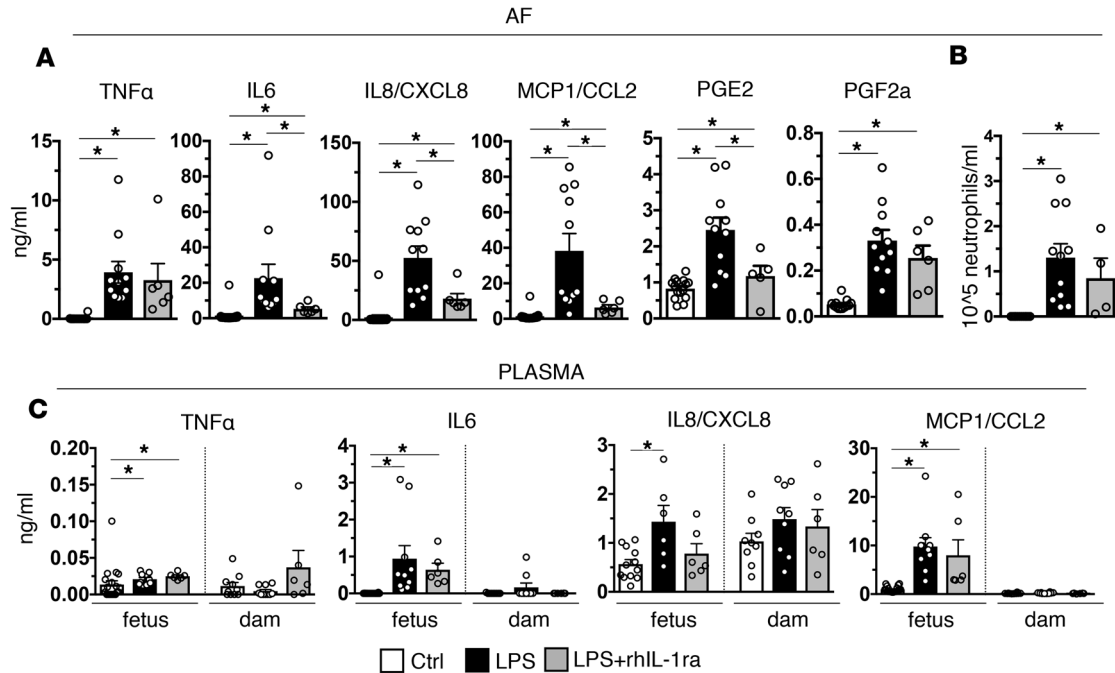 AF
A
B
TNFα
IL6
IL8/CXCL8
MCP1/CCL2
PGE2
PGF2a
ng/ml
15
10
5
0
* *
100
80
60
40
20
0
* * *
150
100
50
0
* * *
100
80
60
40
20
0
* * *
5
4
3
2
1
0
* * *
0.8
0.6
0.4
0.2
0.0
* *
10^5 neutrophils/ml
4
3
2
1
0
* *
PLASMA
C
TNFα
IL6
IL8/CXCL8
MCP1/CCL2
ng/ml
0.20
0.15
0.10
0.05
0.00
* *
fetus dam
4
3
2
1
0
* *
fetus dam
3
2
1
0
*
fetus dam
40
30
20
10
0
* *
fetus dam
Ctrl LPS LPS+rhIL-1ra